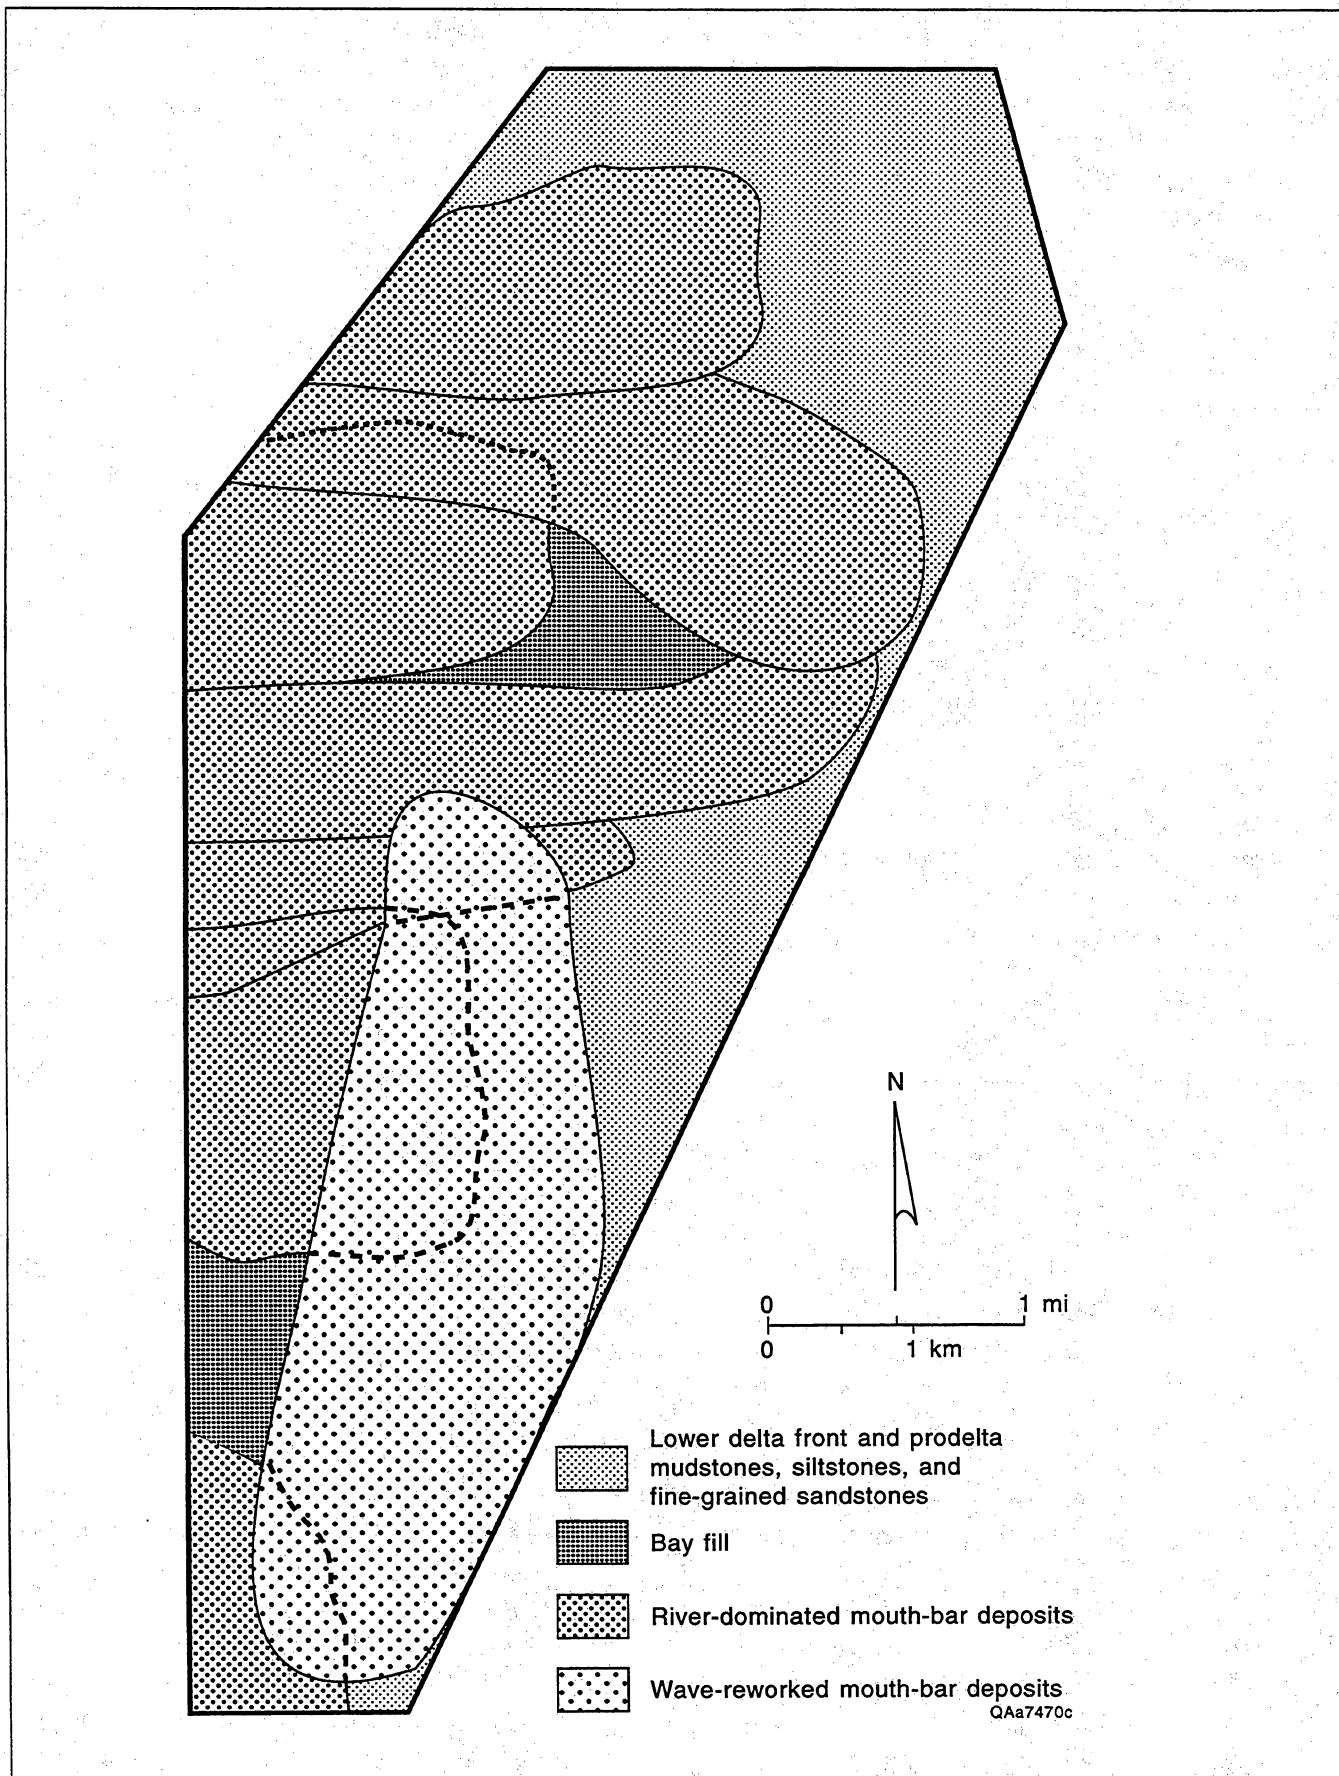 N
0 1 mi
0 1 km
Lower delta front and prodelta
mudstones, siltstones, and
fine-grained sandstones
Bay fill
River-dominated mouth-bar deposits
Wave-reworked mouth-bar deposits
QAa7470c